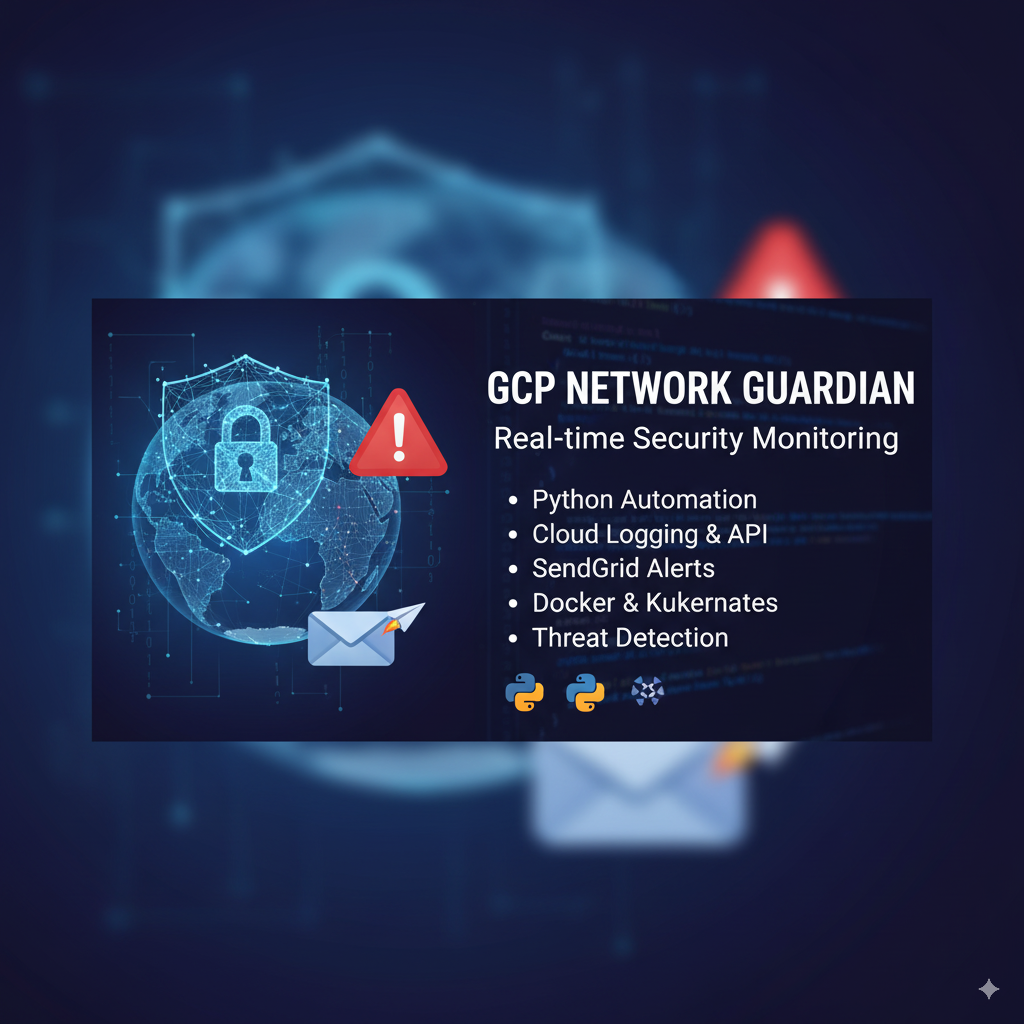 GCP NETWORK GUARDIAN
Real-time Security Monitoring
• Python Automation
• Cloud Logging & API
• SendGrid Alerts
• Docker & Kukernates
• Threat Detection